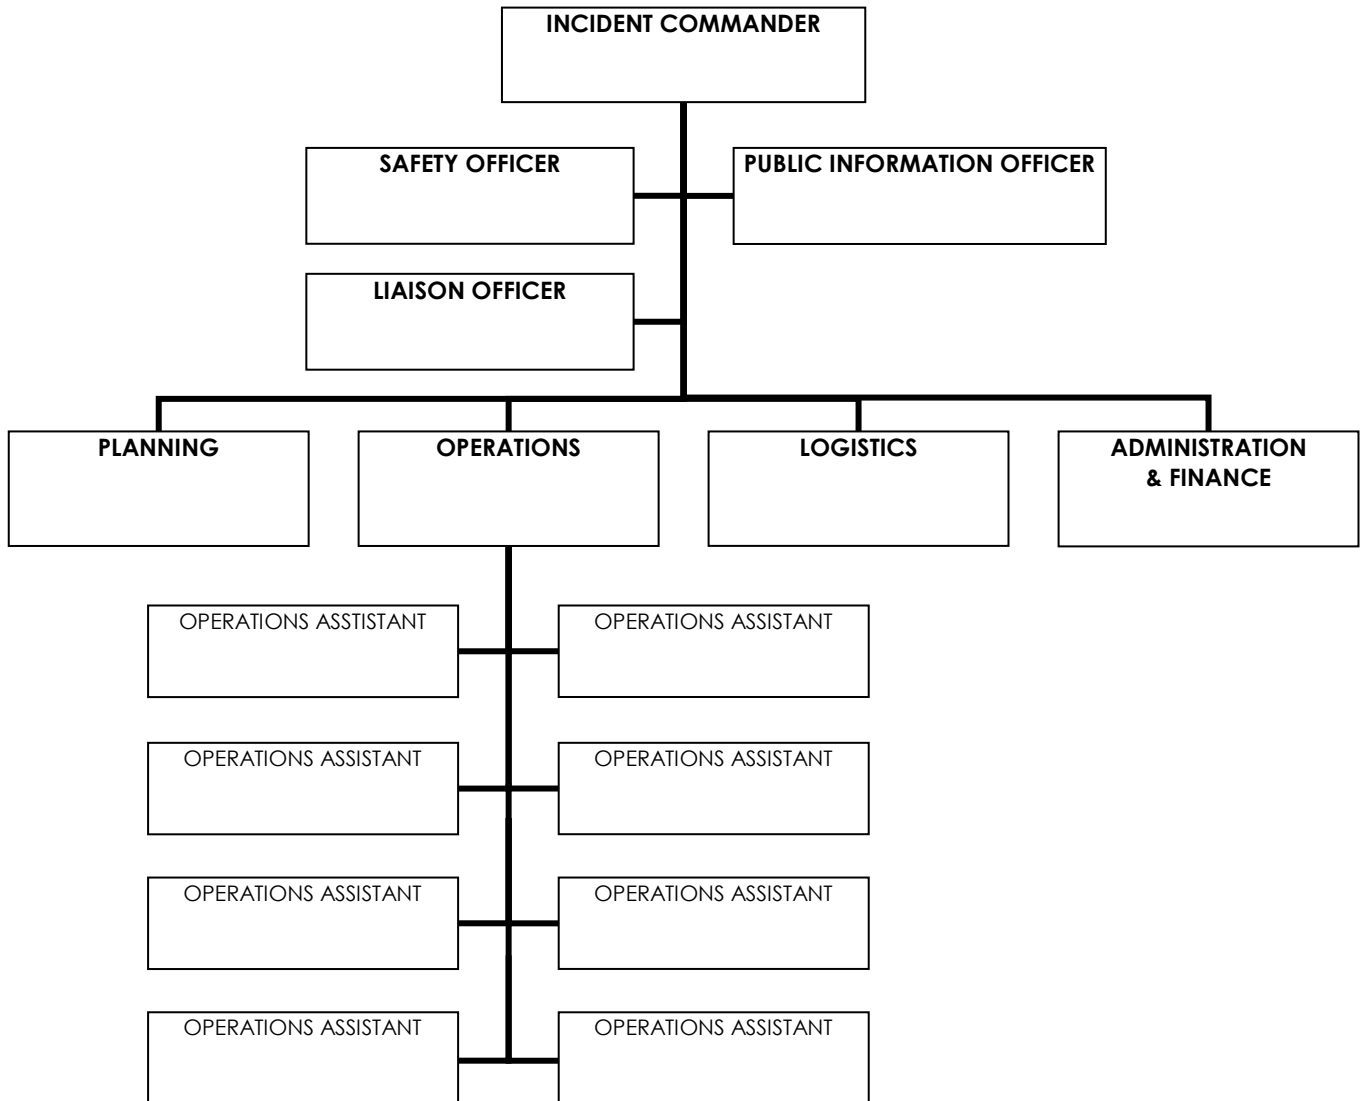 INCIDENT COMMANDER
SAFETY OFFICER
PUBLIC INFORMATION OFFICER
LIAISON OFFICER
PLANNING
OPERATIONS
LOGISTICS
ADMINISTRATION
& FINANCE
OPERATIONS ASSTISTANT
OPERATIONS ASSISTANT
OPERATIONS ASSISTANT
OPERATIONS ASSISTANT
OPERATIONS ASSISTANT
OPERATIONS ASSISTANT
OPERATIONS ASSISTANT
OPERATIONS ASSISTANT